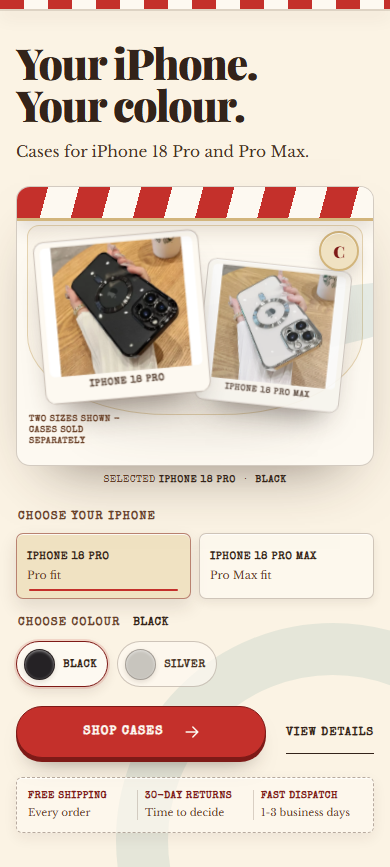 Your iPhone.
Your colour.
Cases for iPhone 18 Pro and Pro Max.
C
IPHONE 18 PRO
IPHONE 18 PRO MAX
TWO SIZES SHOWN –
CASES SOLD
SEPARATELY
SELECTED IPHONE 18 PRO · BLACK
CHOOSE YOUR IPHONE
IPHONE 18 PRO
Pro fit
IPHONE 18 PRO MAX
Pro Max fit
CHOOSE COLOUR BLACK
BLACK
SILVER
SHOP CASES →
VIEW DETAILS
FREE SHIPPING
Every order
30-DAY RETURNS
Time to decide
FAST DISPATCH
1-3 business days